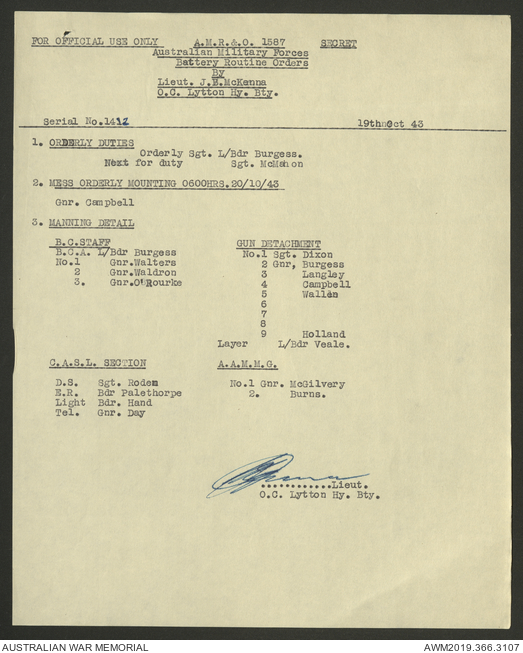 FOR OFFICIAL USE ONLY A.M.R.&.O. 1587 SECRET
Australian Military Forces
Battery Routine Orders
By
Lieut. J.B.McKenna
O.C. Lytton Hy. Bty.
Serial No.1412 19th Oct 43
1. ORDERLY DUTIES
Orderly Sgt. L/Bdr Burgess.
Next for duty Sgt. McMahon
2. MESS ORDERLY MOUNTING 0600HRS.20/10/43
Gnr. Campbell
3. MANNING DETAIL
B.C.STAFF
B.C.A. L/Bdr Burgess
No.1 Gnr.Walters
2 Gnr.Waldron
3. Gnr.O'Rourke
GUN DETACHMENT
No.1 Sgt. Dixon
2 Gnr, Burgess
3 Langley
4 Campbell
5 Wallen
6
7
8
9 Holland
Layer L/Bdr Veale.
C.A.S.L. SECTION
D.S. Sgt. Roden
E.R. Bdr Palethorpe
Light Bdr. Hand
Tel. Gnr. Day
A.A.M.M.G.
No.1 Gnr. McGilvery
2. Burns.
............Lieut.
O.C. Lytton Hy. Bty.
AUSTRALIAN WAR MEMORIAL AWM2019.366.3107